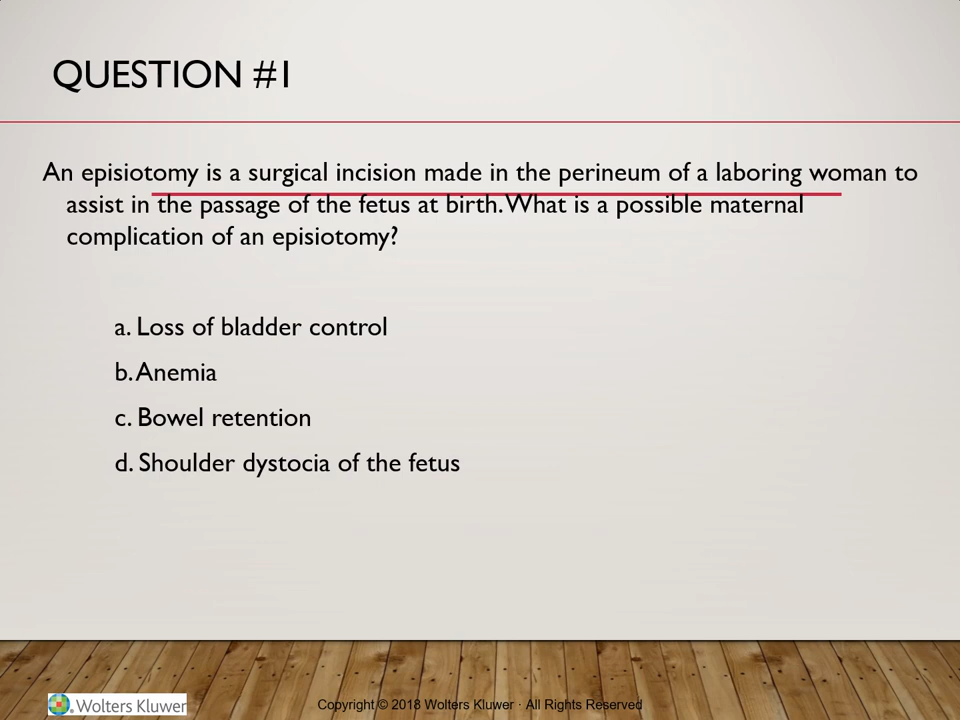 QUESTION #1
An episiotomy is a surgical incision made in the perineum of a laboring woman to
assist in the passage of the fetus at birth. What is a possible maternal
complication of an episiotomy?
a. Loss of bladder control
b. Anemia
c. Bowel retention
d. Shoulder dystocia of the fetus
Wolters Kluwer
Copyright © 2018 Wolters Kluwer · All Rights Reserved